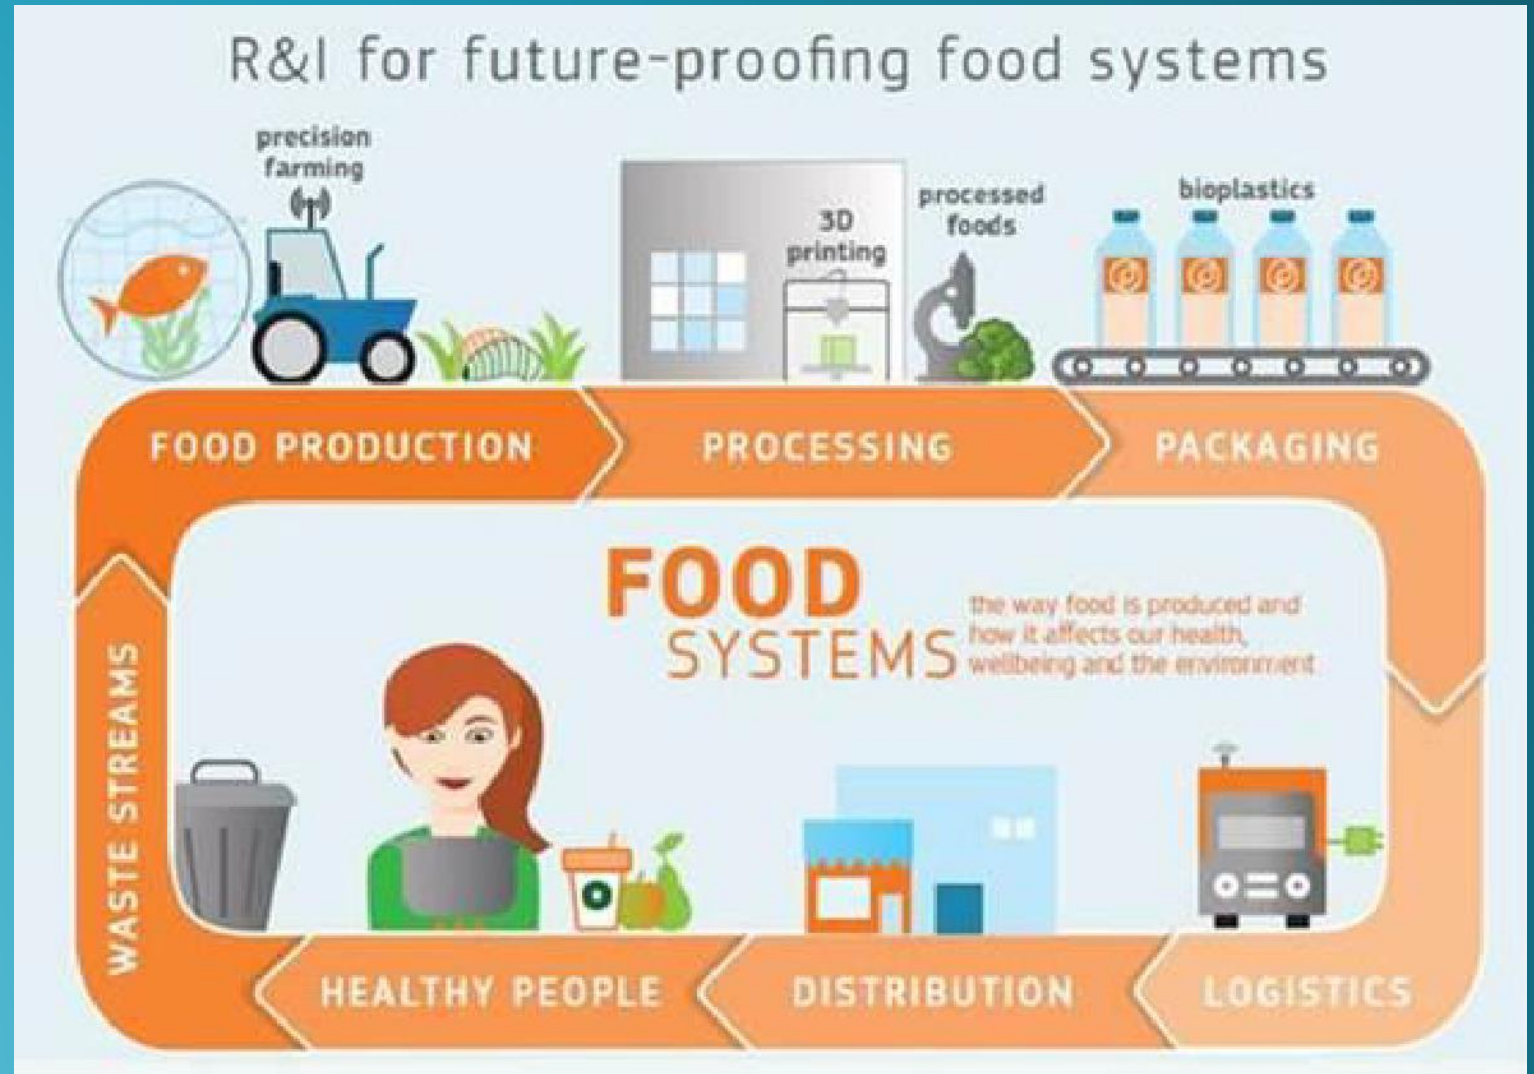 R&I for future-proofing food systems
precision
farming
3D
printing
processed
foods
bioplastics
FOOD PRODUCTION
PROCESSING
PACKAGING
FOOD
SYSTEMS
the way food is produced and
how it affects our health,
wellbeing and the environment
WASTE STREAMS
HEALTHY PEOPLE
DISTRIBUTION
LOGISTICS